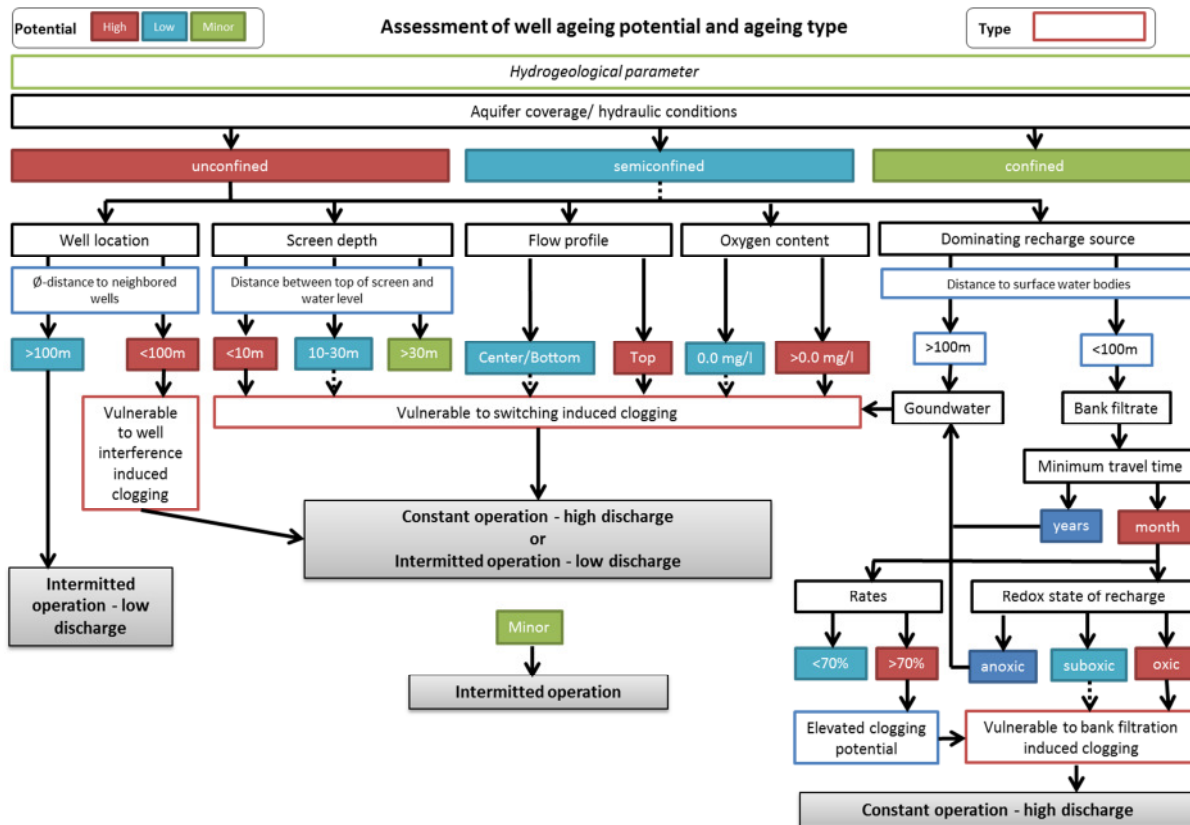 Potential
High
Low
Minor
Assessment of well ageing potential and ageing type
Type
Hydrogeological parameter
Aquifer coverage/ hydraulic conditions
unconfined
semiconfined
confined
Well location
Screen depth
Flow profile
Oxygen content
Dominating recharge source
Ø-distance to neighbored
wells
Distance between top of screen and
water level
Distance to surface water bodies
>100m
<100m
<10m
10-30m
>30m
Center/Bottom
Top
0.0 mg/l
>0.0 mg/l
>100m
<100m
Vulnerable
to well
interference
induced
clogging
Vulnerable to switching induced clogging
Goundwater
Bank filtrate
Minimum travel time
years
month
Constant operation - high discharge
or
Intermitted operation - low discharge
Intermitted
operation - low
discharge
Rates
Redox state of recharge
Minor
<70%
>70%
anoxic
suboxic
oxic
Intermitted operation
Elevated clogging
potential
Vulnerable to bank filtration
induced clogging
Constant operation - high discharge